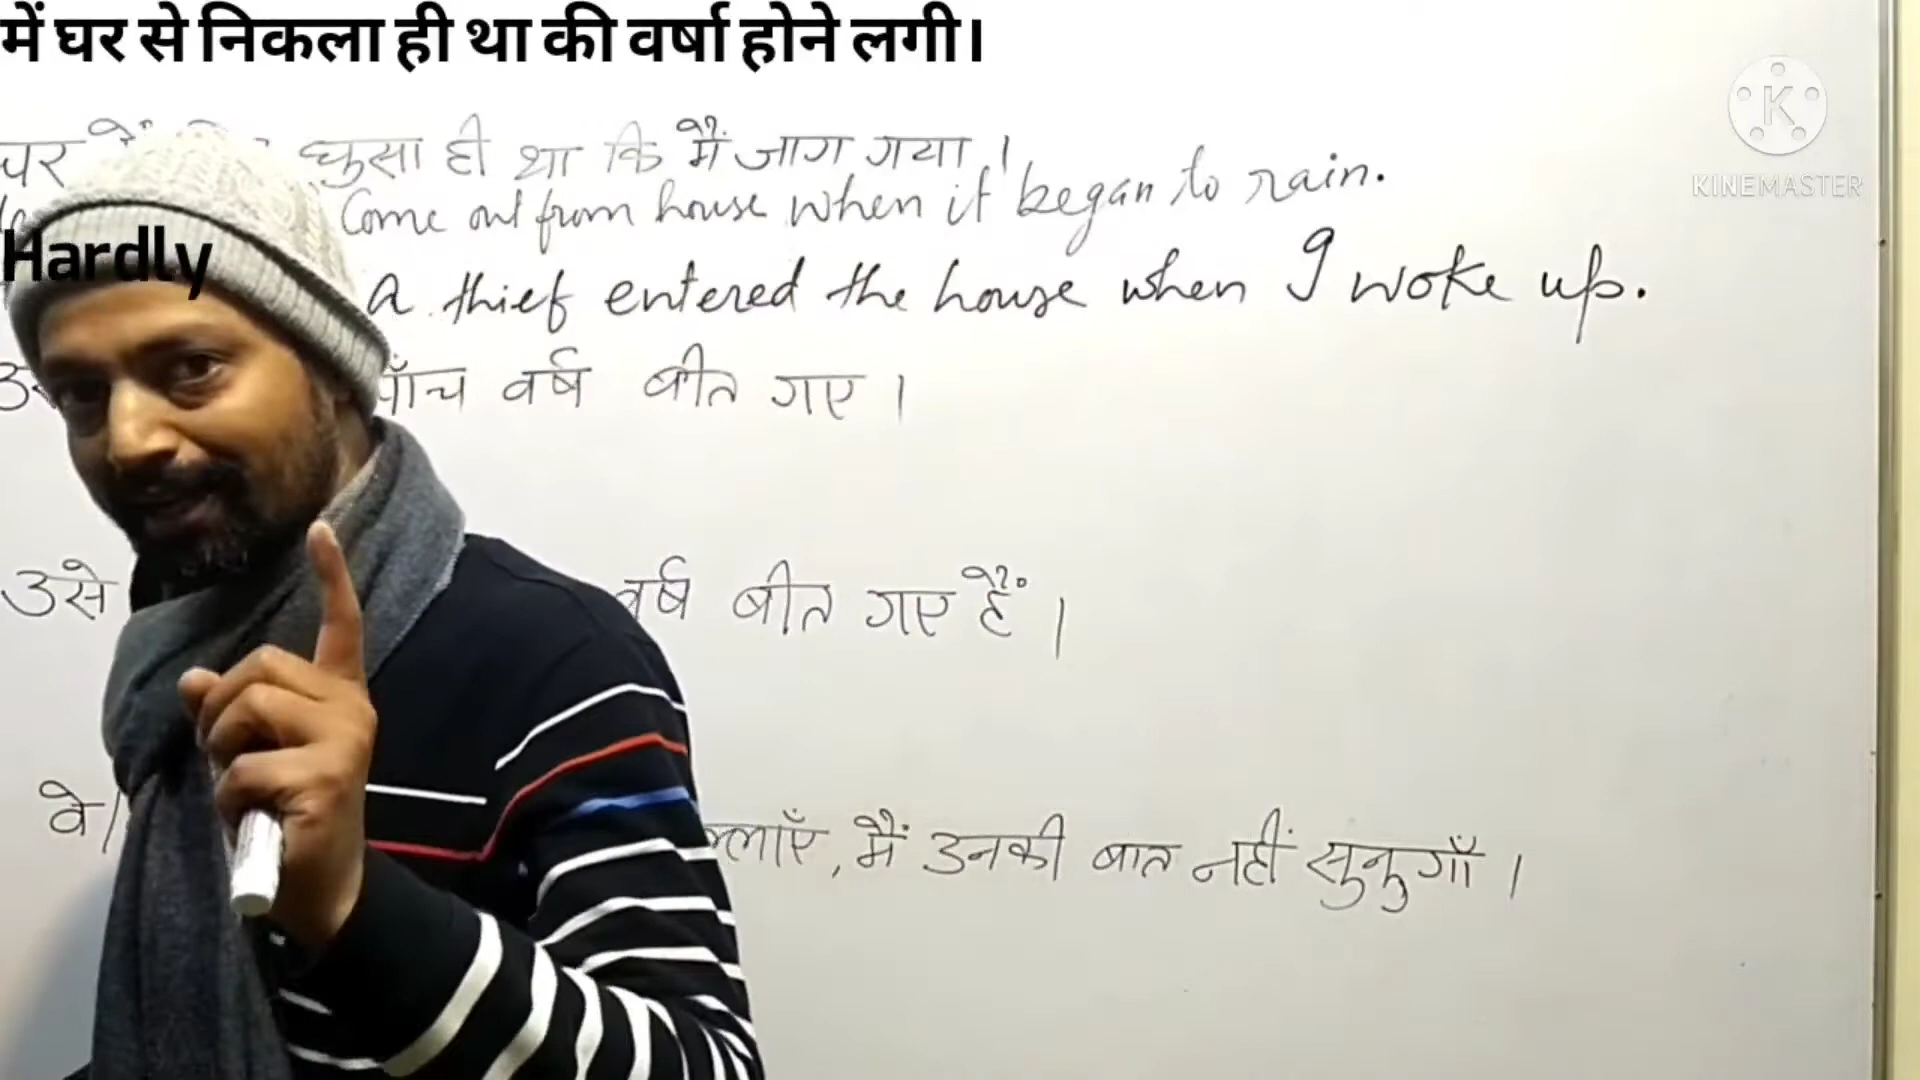 में घर से निकला ही था की वर्षा होने लगी।
KINEMASTER
घर में घुसा ही था कि मैं जाग गया।
Come out from house when it began to rain.
Hardly
a thief entered the house when I woke up.
पाँच वर्ष बीत गए।
उसे वर्ष बीत गए हैं।
वे मैं उनकी बात नहीं सुनुगाँ।